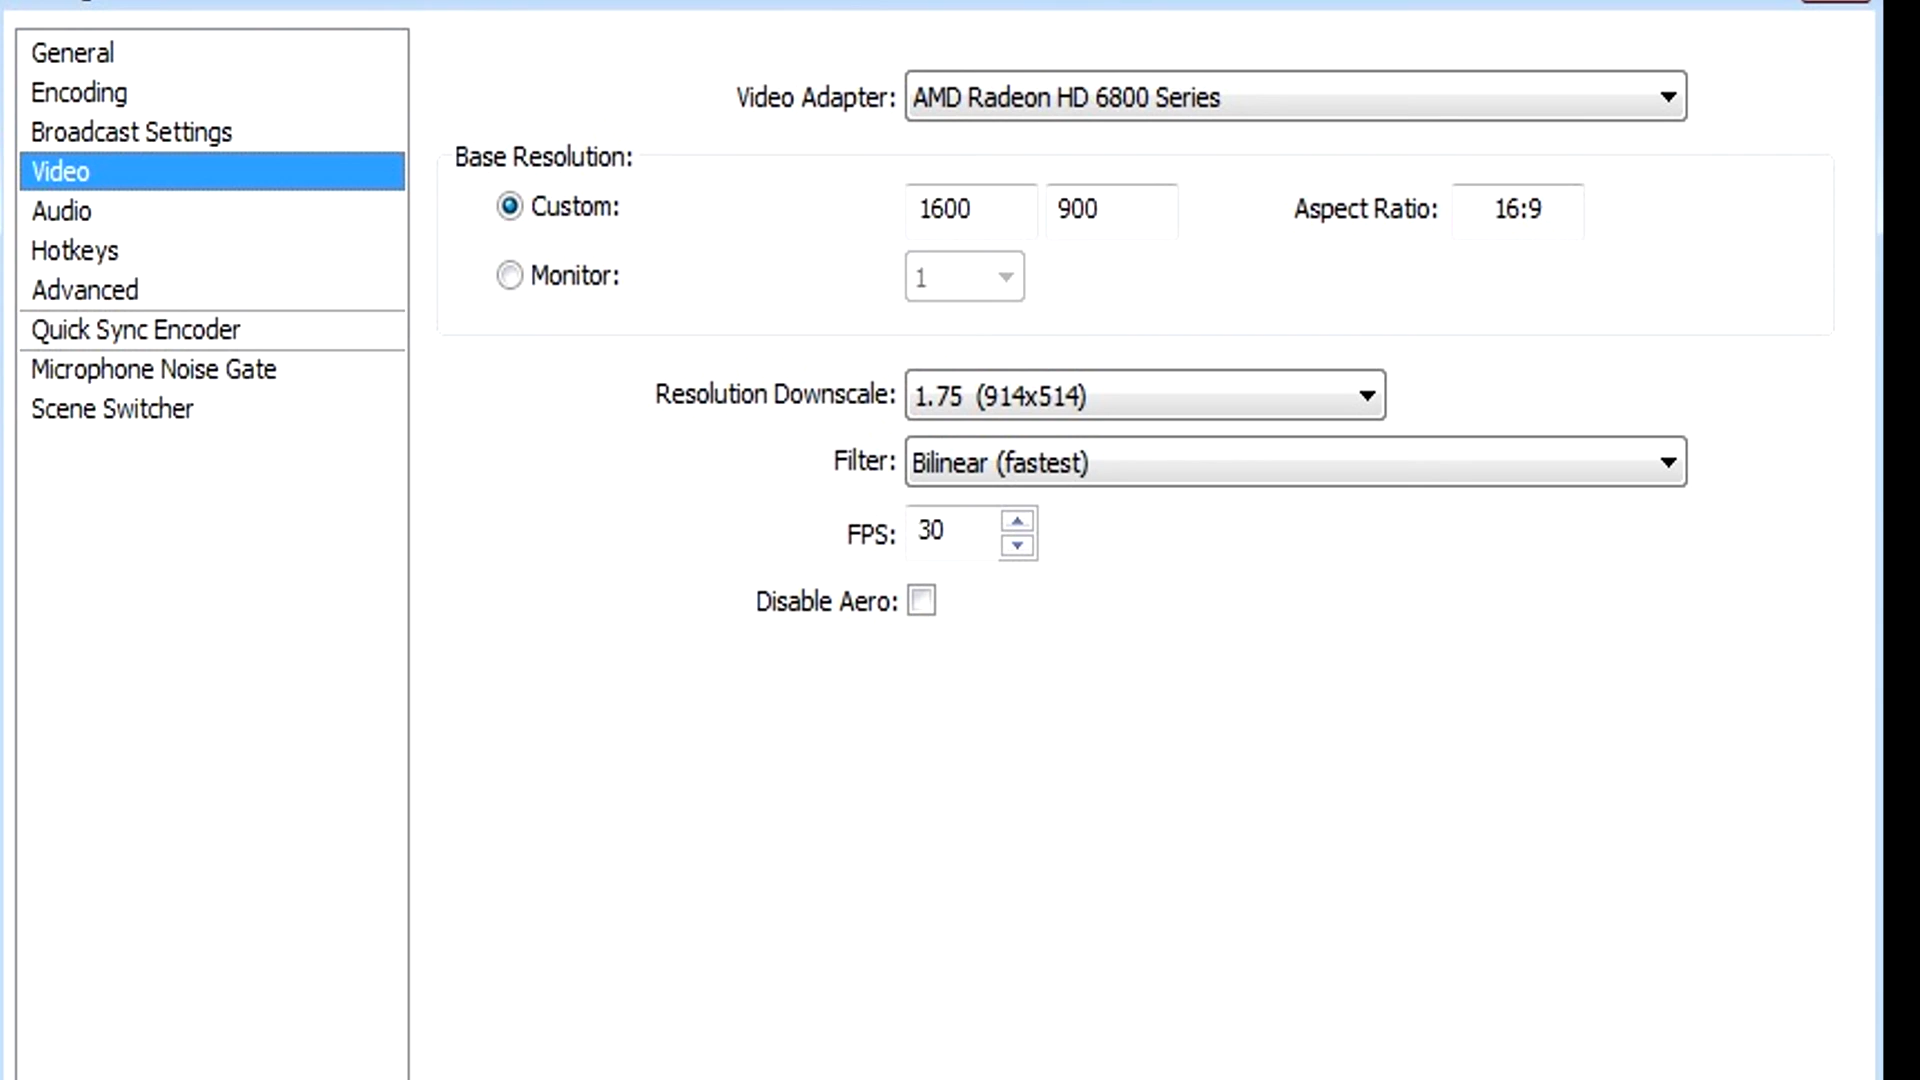 General
Encoding
Broadcast Settings
Video
Audio
Hotkeys
Advanced
Quick Sync Encoder
Microphone Noise Gate
Scene Switcher
Video Adapter: AMD Radeon HD 6800 Series
Base Resolution:
Custom: 1600 900 Aspect Ratio: 16:9
Monitor: 1
Resolution Downscale: 1.75 (914x514)
Filter: Bilinear (fastest)
FPS: 30
Disable Aero: